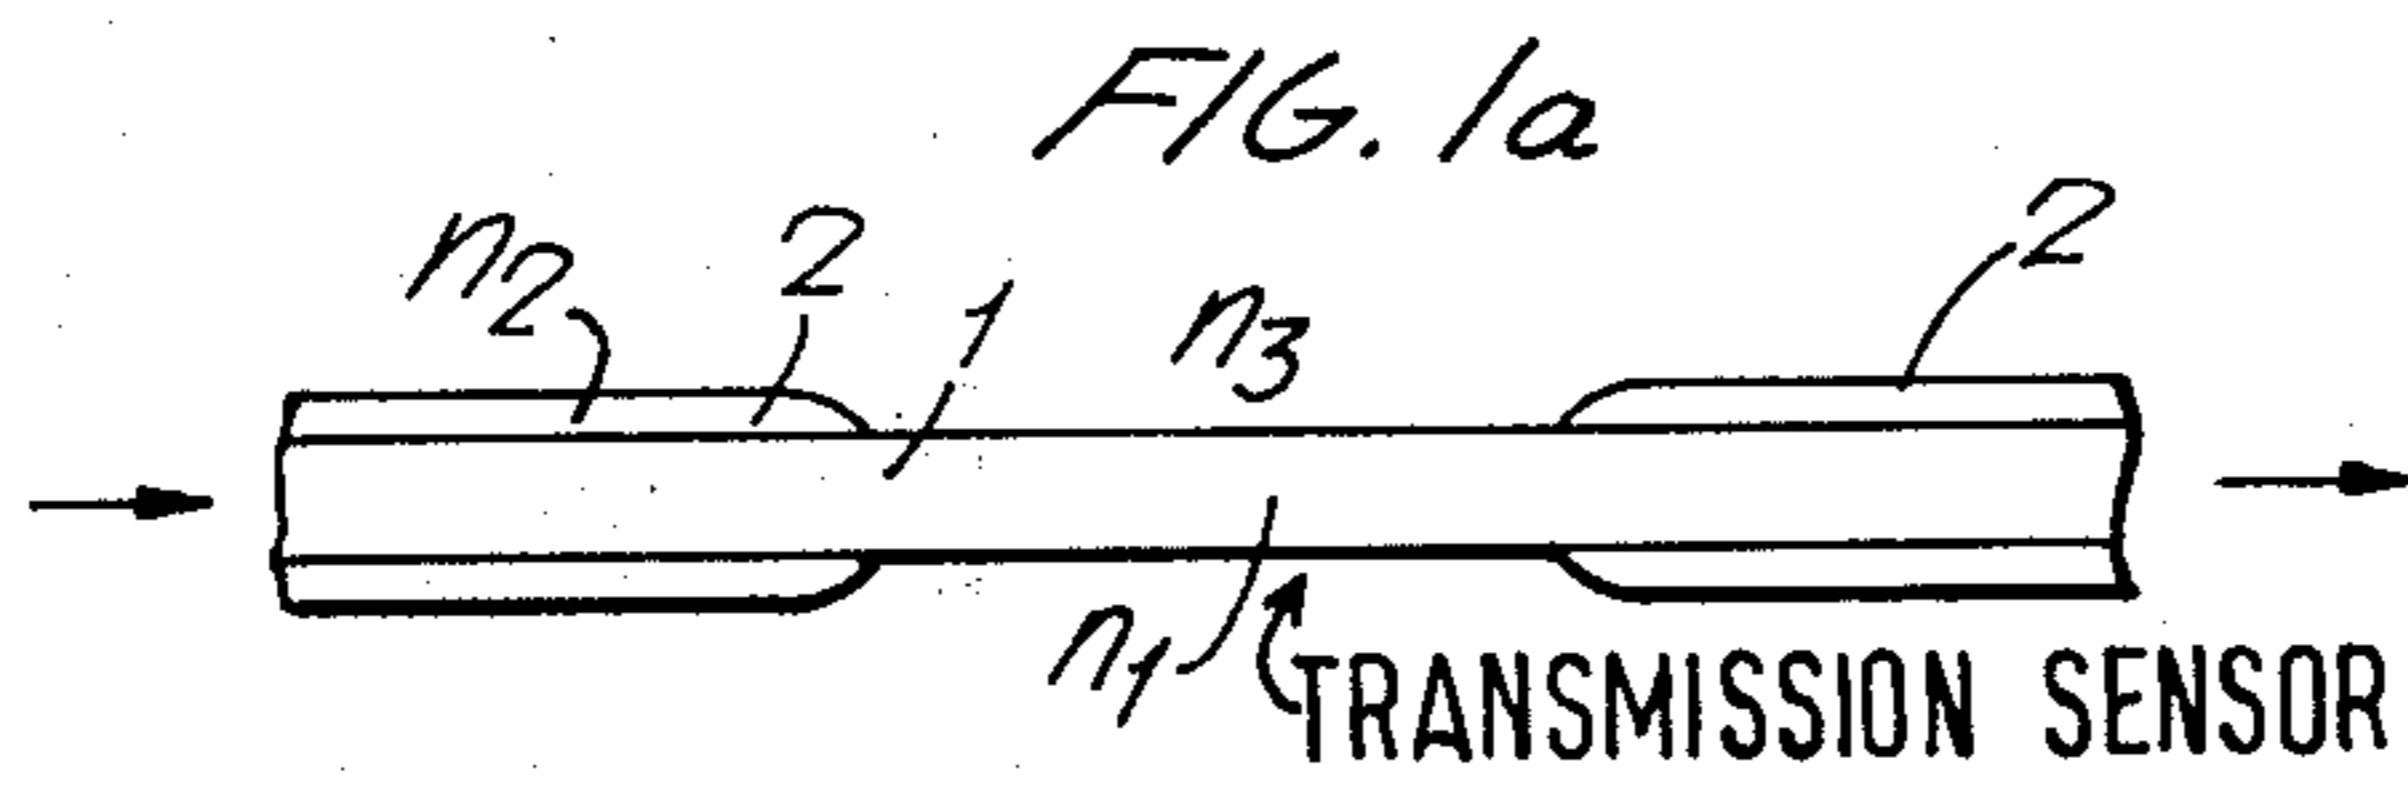 FIG. 1a
n2 2 1 n3 2
n1 TRANSMISSION SENSOR